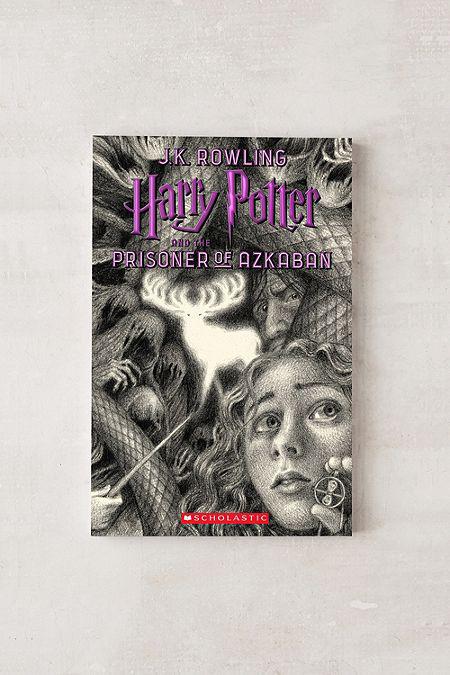 J.K. ROWLING
Harry Potter
AND THE
PRISONER OF AZKABAN
SCHOLASTIC